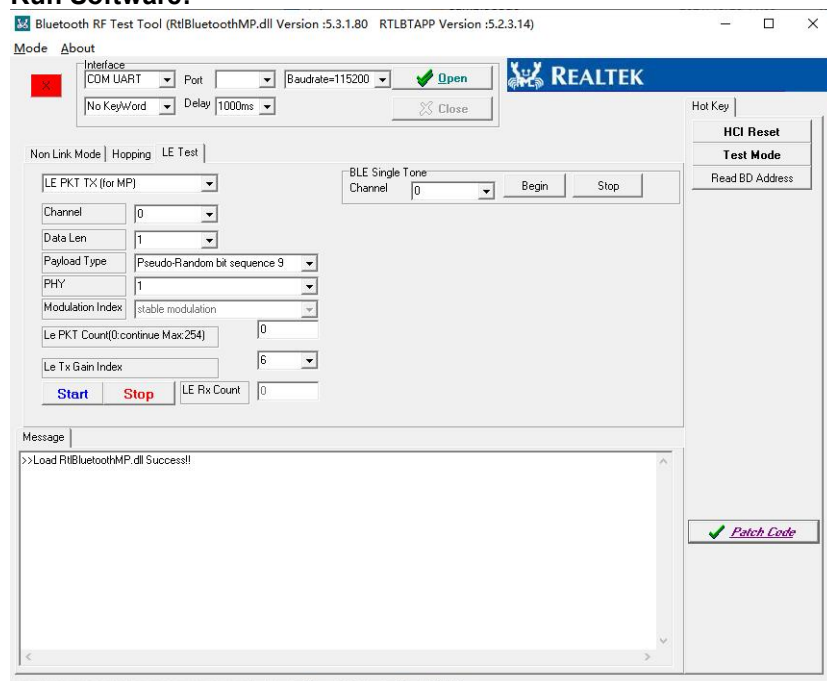 Run Software:
Bluetooth RF Test Tool (RtlBluetoothMP.dll Version :5.3.1.80 RTLBTAPP Version :5.2.3.14)
Mode About
Interface
COM UART Port Baudrate=115200 Open
REALTEK
X
No KeyWord Delay 1000ms Close
Hot Key
HCI Reset
Non Link Mode Hopping LE Test
Test Mode
BLE Single Tone
LE PKT TX (for MP)
Channel 0 Begin Stop
Read BD Address
Channel 0
Data Len 1
Payload Type Pseudo-Random bit sequence 9
PHY 1
Modulation Index stable modulation
Le PKT Count(0:continue Max:254) 0
Le Tx Gain Index 6
Start Stop LE Rx Count 0
Message
>>Load RtlBluetoothMP.dll Success!!
Patch Code